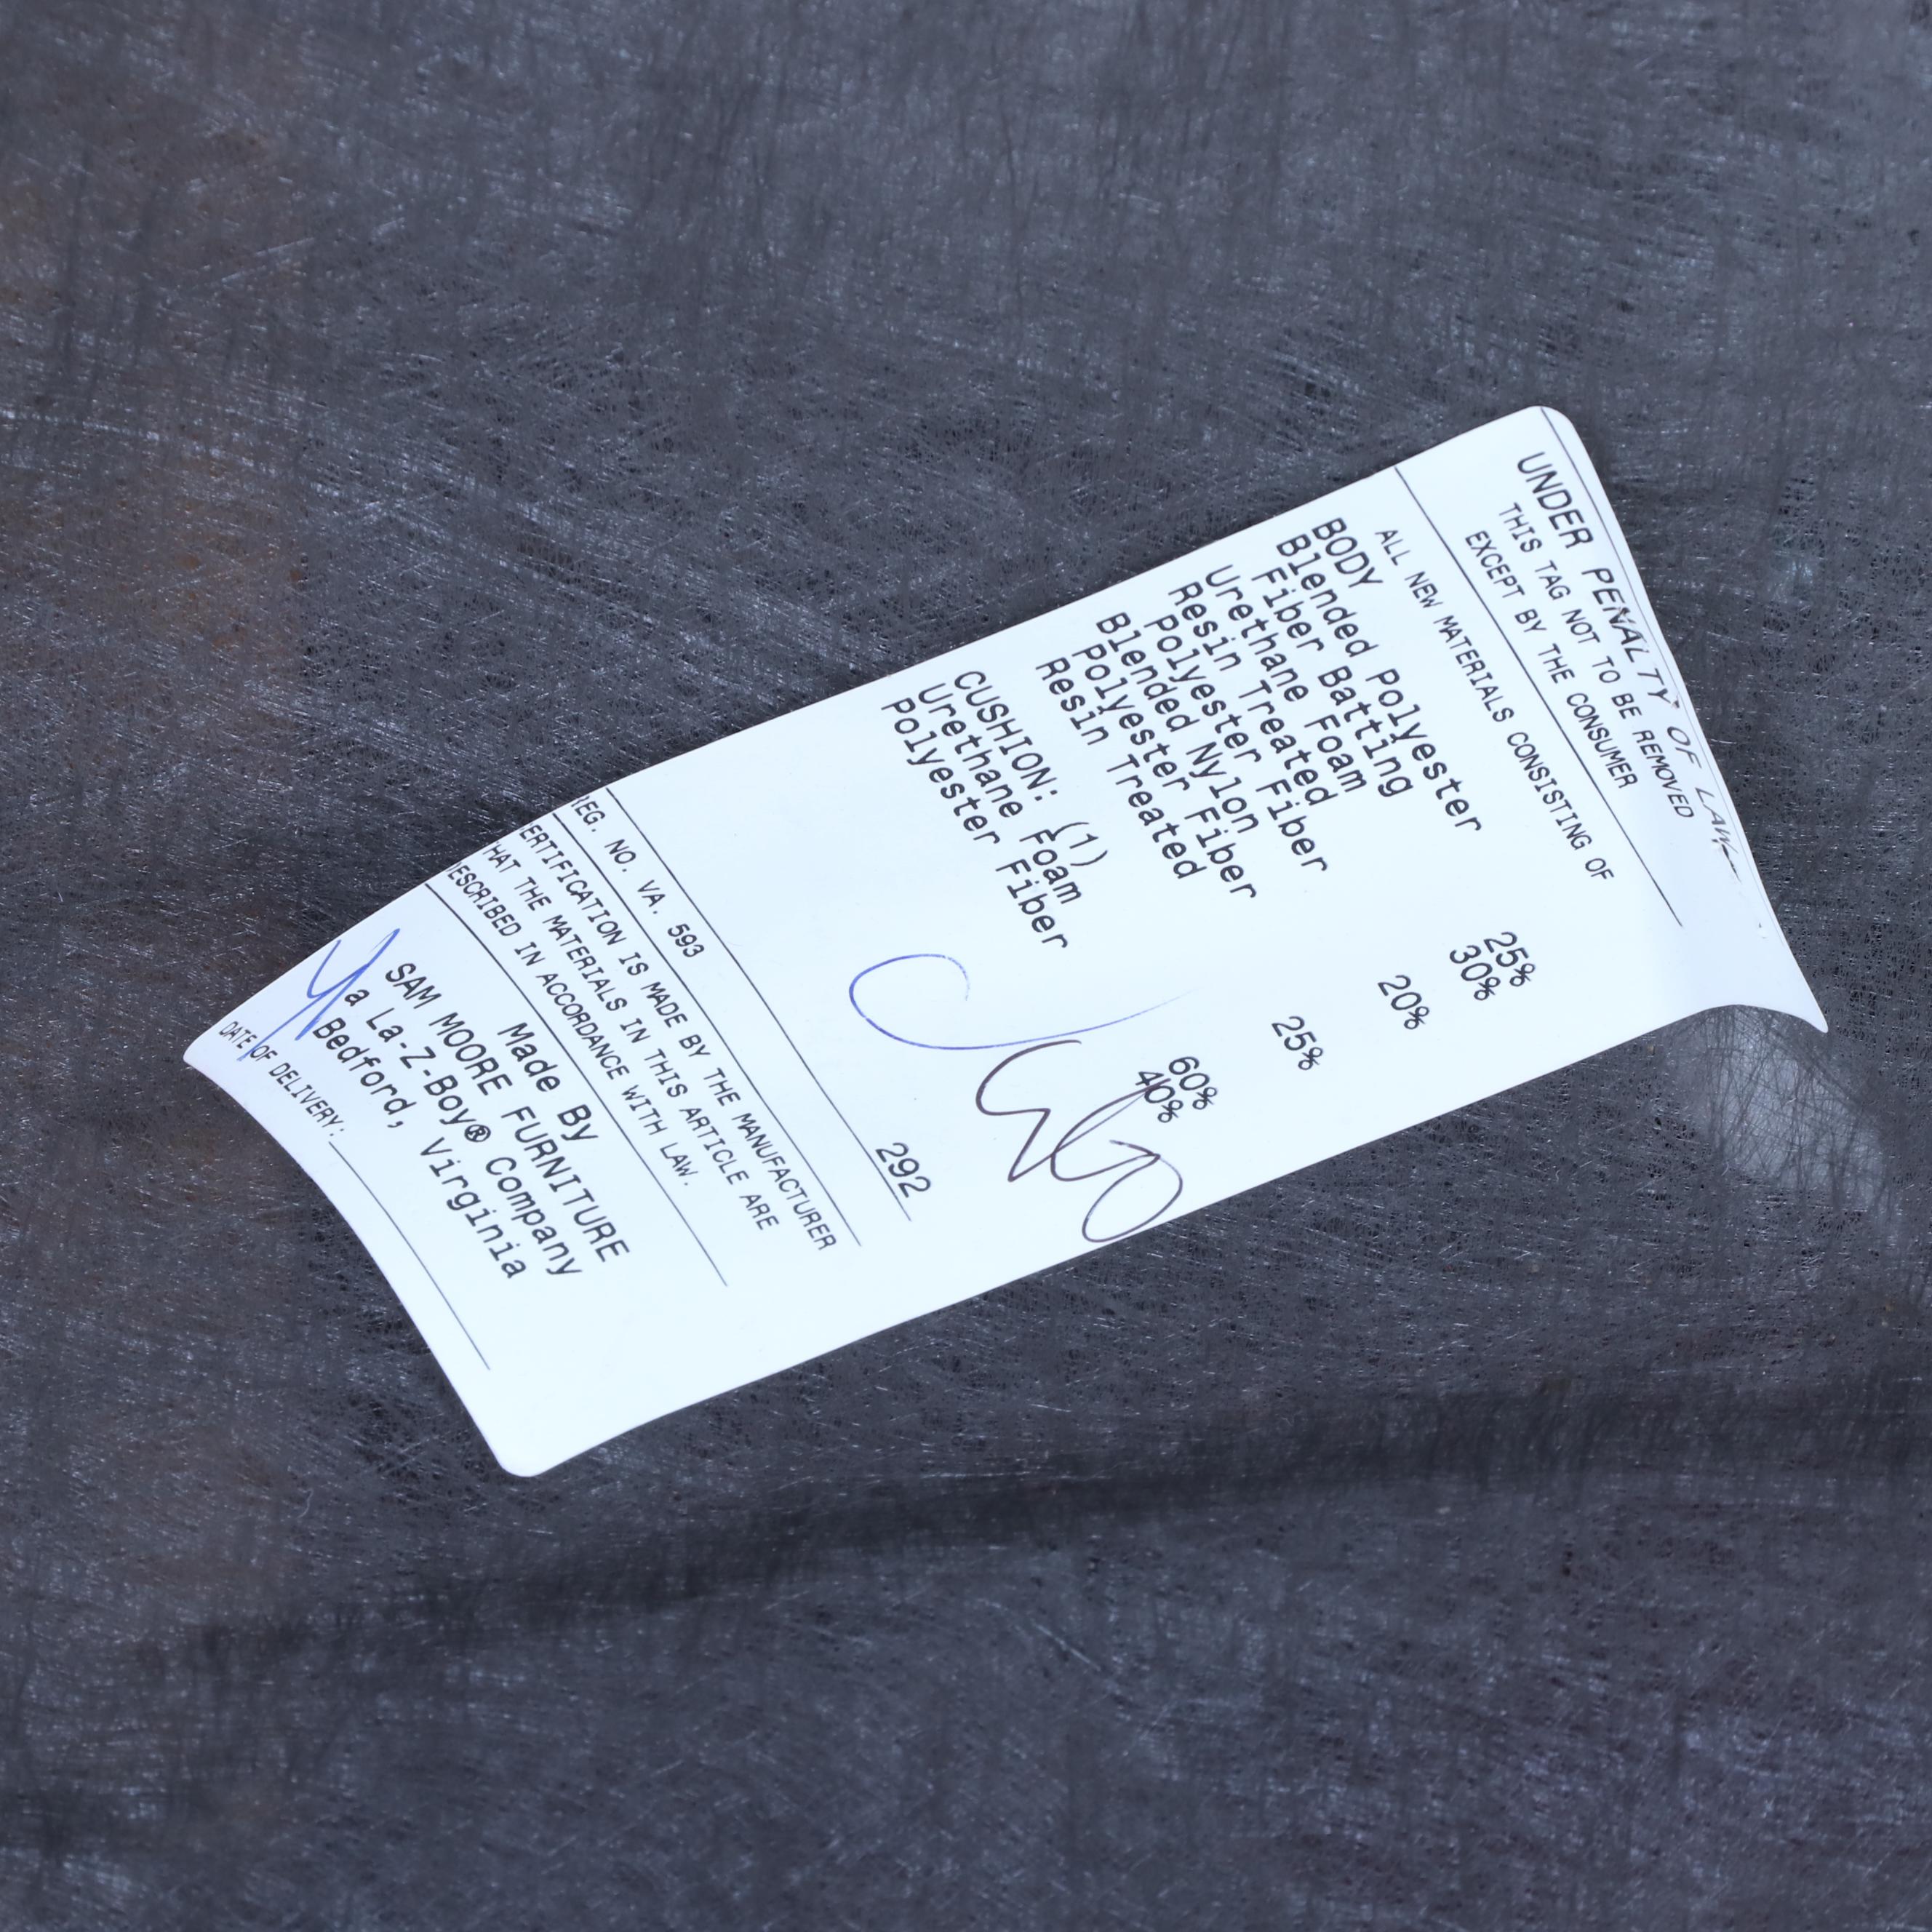 UNDER PENALTY OF LAW
THIS TAG NOT TO BE REMOVED
EXCEPT BY THE CONSUMER
ALL NEW MATERIALS CONSISTING OF
BODY
Blended Polyester
Fiber Batting 25%
Urethane Foam 30%
Resin Treated
Polyester Fiber 20%
Blended Nylon
Polyester Fiber
Resin Treated 25%
CUSHION: (1)
Urethane Foam 60%
Polyester Fiber 40%
292
REG. NO. VA. 593
ERTIFICATION IS MADE BY THE MANUFACTURER
HAT THE MATERIALS IN THIS ARTICLE ARE
ESCRIBED IN ACCORDANCE WITH LAW.
Made By
SAM MOORE FURNITURE
a La-Z-Boy® Company
Bedford, Virginia
DATE OF DELIVERY: